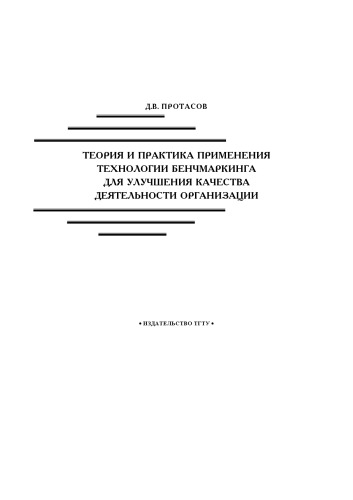 Д.В. ПРОТАСОВ
ТЕОРИЯ И ПРАКТИКА ПРИМЕНЕНИЯ
ТЕХНОЛОГИИ БЕНЧМАРКИНГА
ДЛЯ УЛУЧШЕНИЯ КАЧЕСТВА
ДЕЯТЕЛЬНОСТИ ОРГАНИЗАЦИИ
• ИЗДАТЕЛЬСТВО ТГТУ •